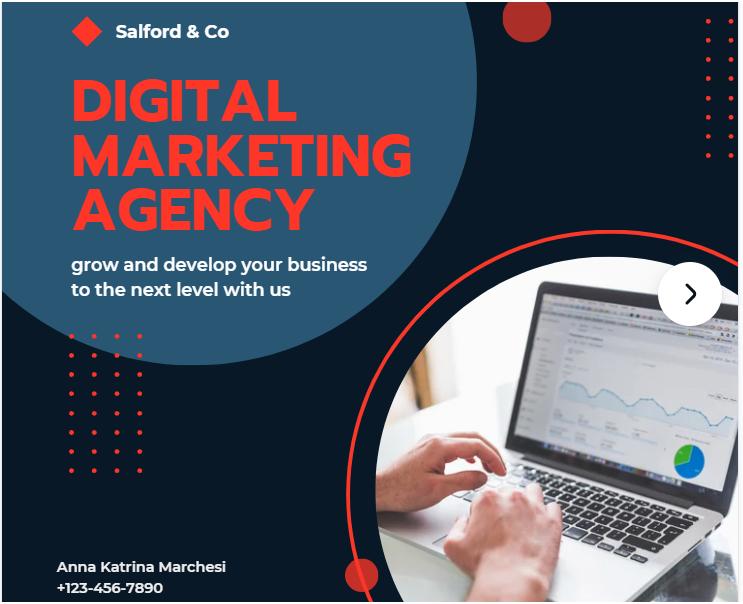 Salford & Co
DIGITAL
MARKETING
AGENCY
grow and develop your business
to the next level with us
Anna Katrina Marchesi
+123-456-7890